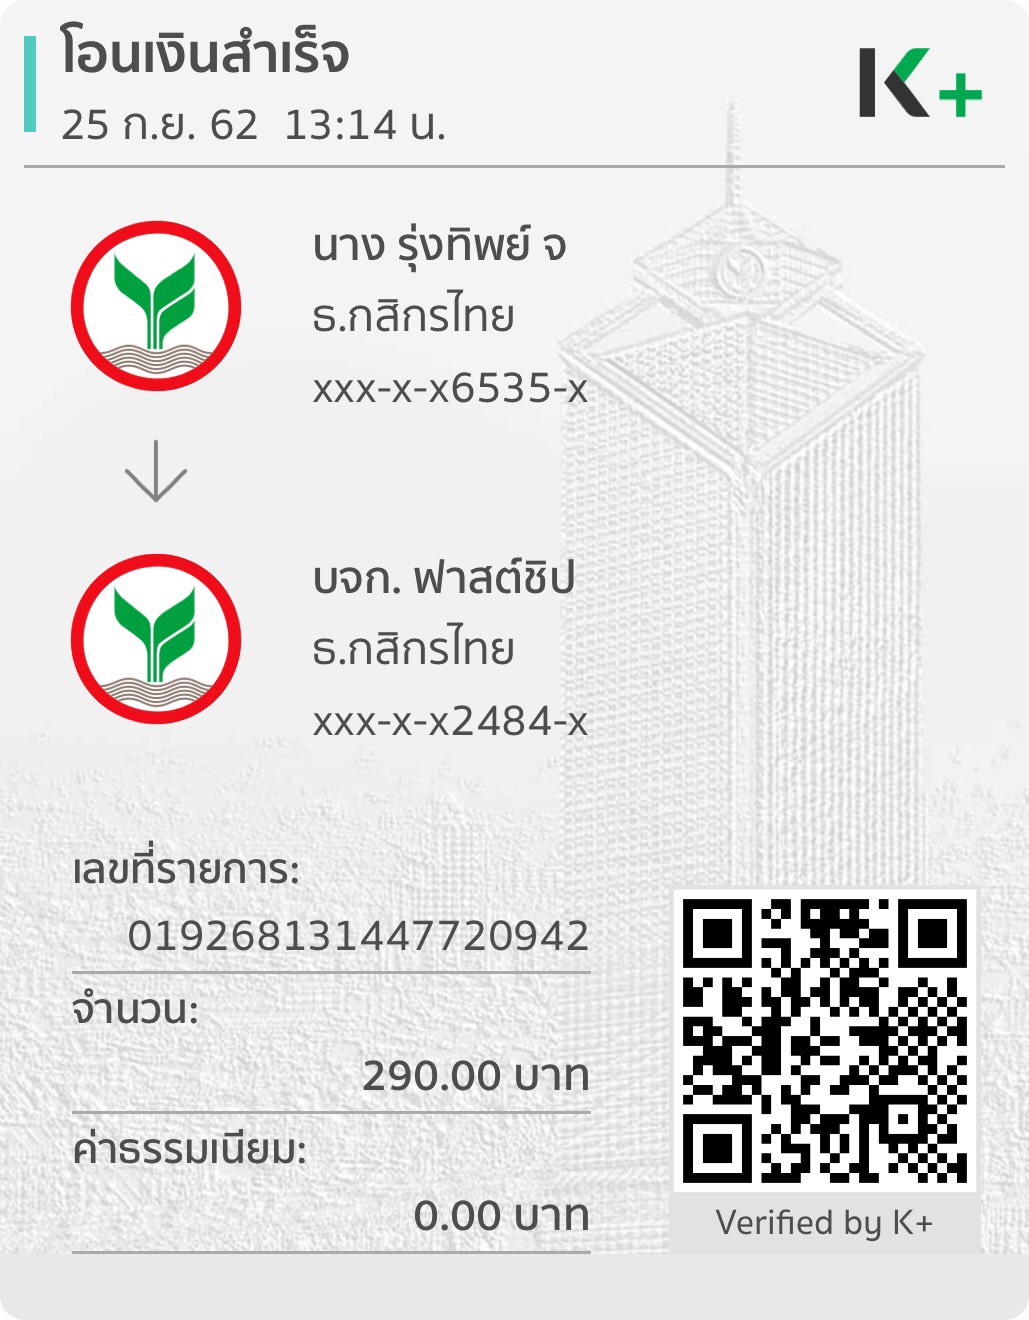 โอนเงินสำเร็จ
25 ก.ย. 62  13:14 น.
K+
นาง รุ่งทิพย์ จ
ธ.กสิกรไทย
xxx-x-x6535-x
บจก. ฟาสต์ชิป
ธ.กสิกรไทย
xxx-x-x2484-x
เลขที่รายการ:
019268131447720942
จำนวน:
290.00 บาท
ค่าธรรมเนียม:
0.00 บาท
Verified by K+